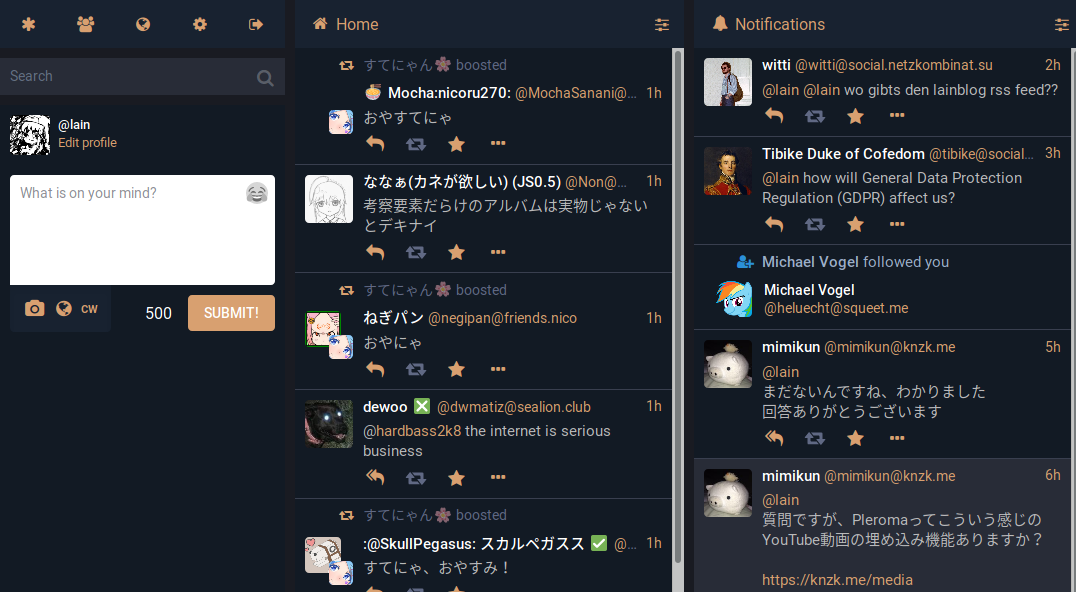 Search
@lain
Edit profile
What is on your mind?
CW
500
SUBMIT!
Home
すてにゃん boosted
Mocha:nicoru270: @MochaSanani@... 1h
おやすてにゃ
ななぁ(カネが欲しい) (JS0.5) @Non@... 1h
考察要素だらけのアルバムは実物じゃない
とデキナイ
すてにゃん boosted
ねぎパン @negipan@friends.nico 1h
おやにゃ
dewoo ❎ @dwmatiz@sealion.club 1h
@hardbass2k8 the internet is serious
business
すてにゃん boosted
:@SkullPegasus: スカルペガスス ✅ @... 1h
すてにゃ、おやすみ！
Notifications
witti @witti@social.netzkombinat.su 2h
@lain @lain wo gibts den lainblog rss feed??
Tibike Duke of Cofedom @tibike@social... 3h
@lain how will General Data Protection
Regulation (GDPR) affect us?
Michael Vogel followed you
Michael Vogel
@heluecht@squeet.me
mimikun @mimikun@knzk.me 5h
@lain
まだないんですね、わかりました
回答ありがとうございます
mimikun @mimikun@knzk.me 6h
@lain
質問ですが、Pleromaってこういう感じの
YouTube動画の埋め込み機能ありますか？
https://knzk.me/media